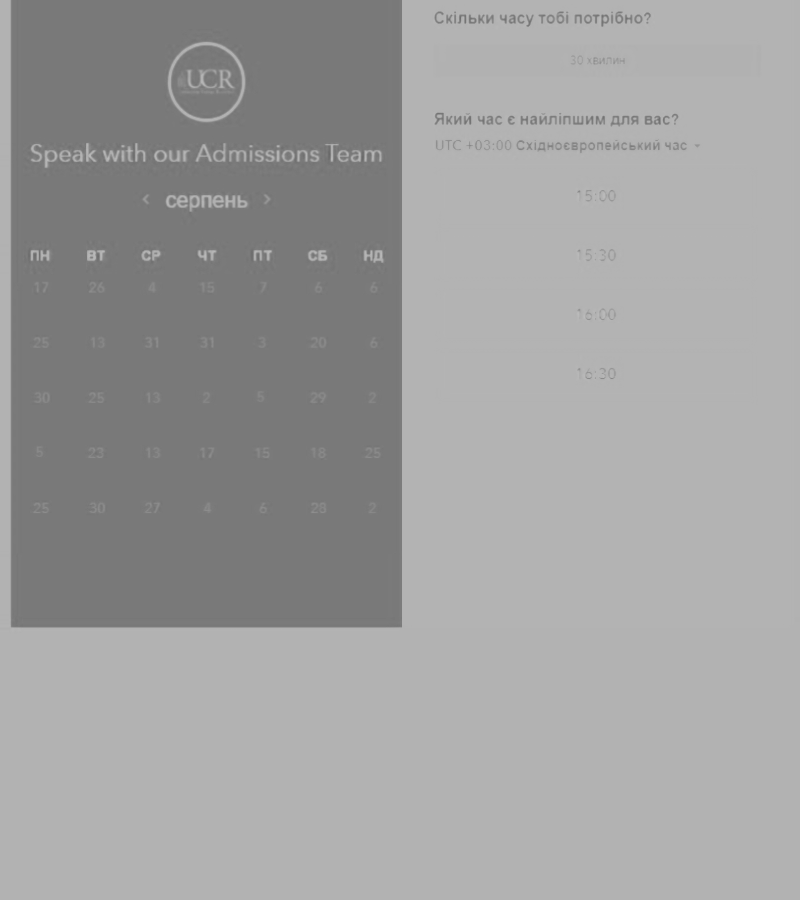 UCR
Speak with our Admissions Team
серпень
ПН ВТ СР ЧТ ПТ СБ НД
17 26 4 15 7 6 6
25 13 31 31 3 20 6
30 25 13 2 5 29 2
5 23 13 17 15 18 25
25 30 27 4 6 28 2
Скільки часу тобі потрібно?
30 хвилин
Який час є найліпшим для вас?
UTC +03:00 Східноєвропейський час
15:00
15:30
16:00
16:30